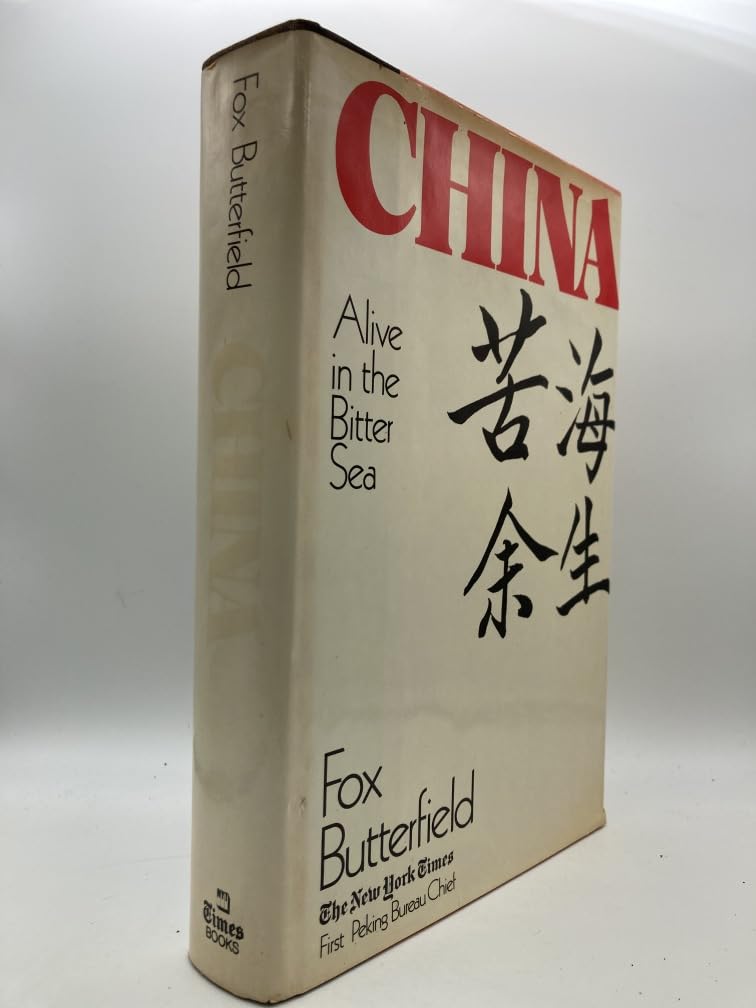 Fox Butterfield
CHINA
NYT
Times
BOOKS
CHINA
Alive
in the
Bitter
Sea
苦海
余生
Fox
Butterfield
The New York Times
First Peking Bureau Chief